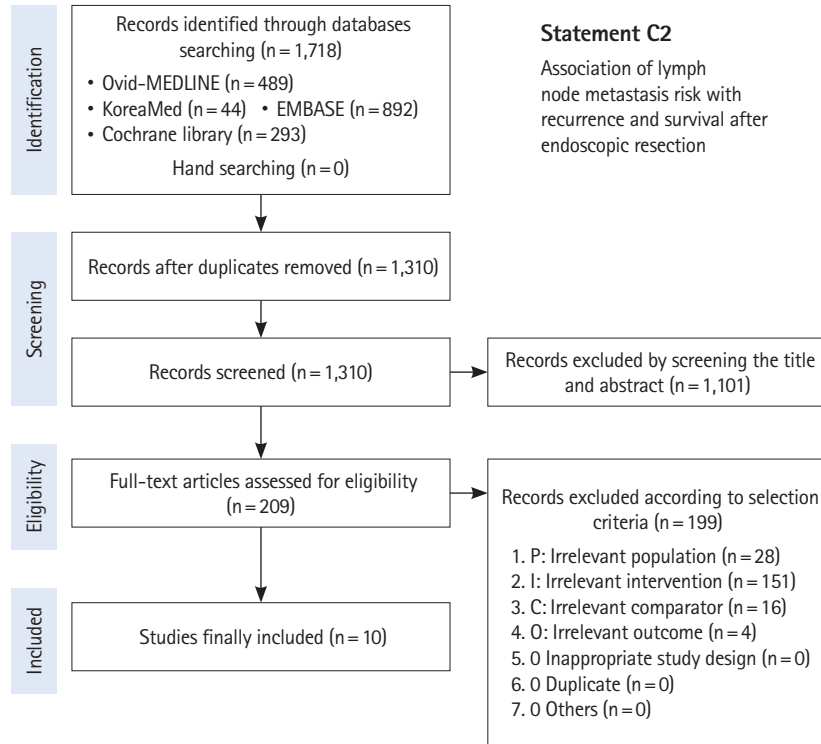 Identification
Records identified through databases
searching (n=1,718)
• Ovid-MEDLINE (n=489)
• KoreaMed (n=44) • EMBASE (n=892)
• Cochrane library (n=293)
Hand searching (n=0)
Statement C2
Association of lymph
node metastasis risk with
recurrence and survival after
endoscopic resection
Screening
Records after duplicates removed (n=1,310)
Records screened (n=1,310)
Records excluded by screening the title
and abstract (n=1,101)
Eligibility
Full-text articles assessed for eligibility
(n=209)
Records excluded according to selection
criteria (n=199)
1. P: Irrelevant population (n=28)
2. I: Irrelevant intervention (n=151)
3. C: Irrelevant comparator (n=16)
4. O: Irrelevant outcome (n=4)
5. 0 Inappropriate study design (n=0)
6. 0 Duplicate (n=0)
7. 0 Others (n=0)
Included
Studies finally included (n=10)